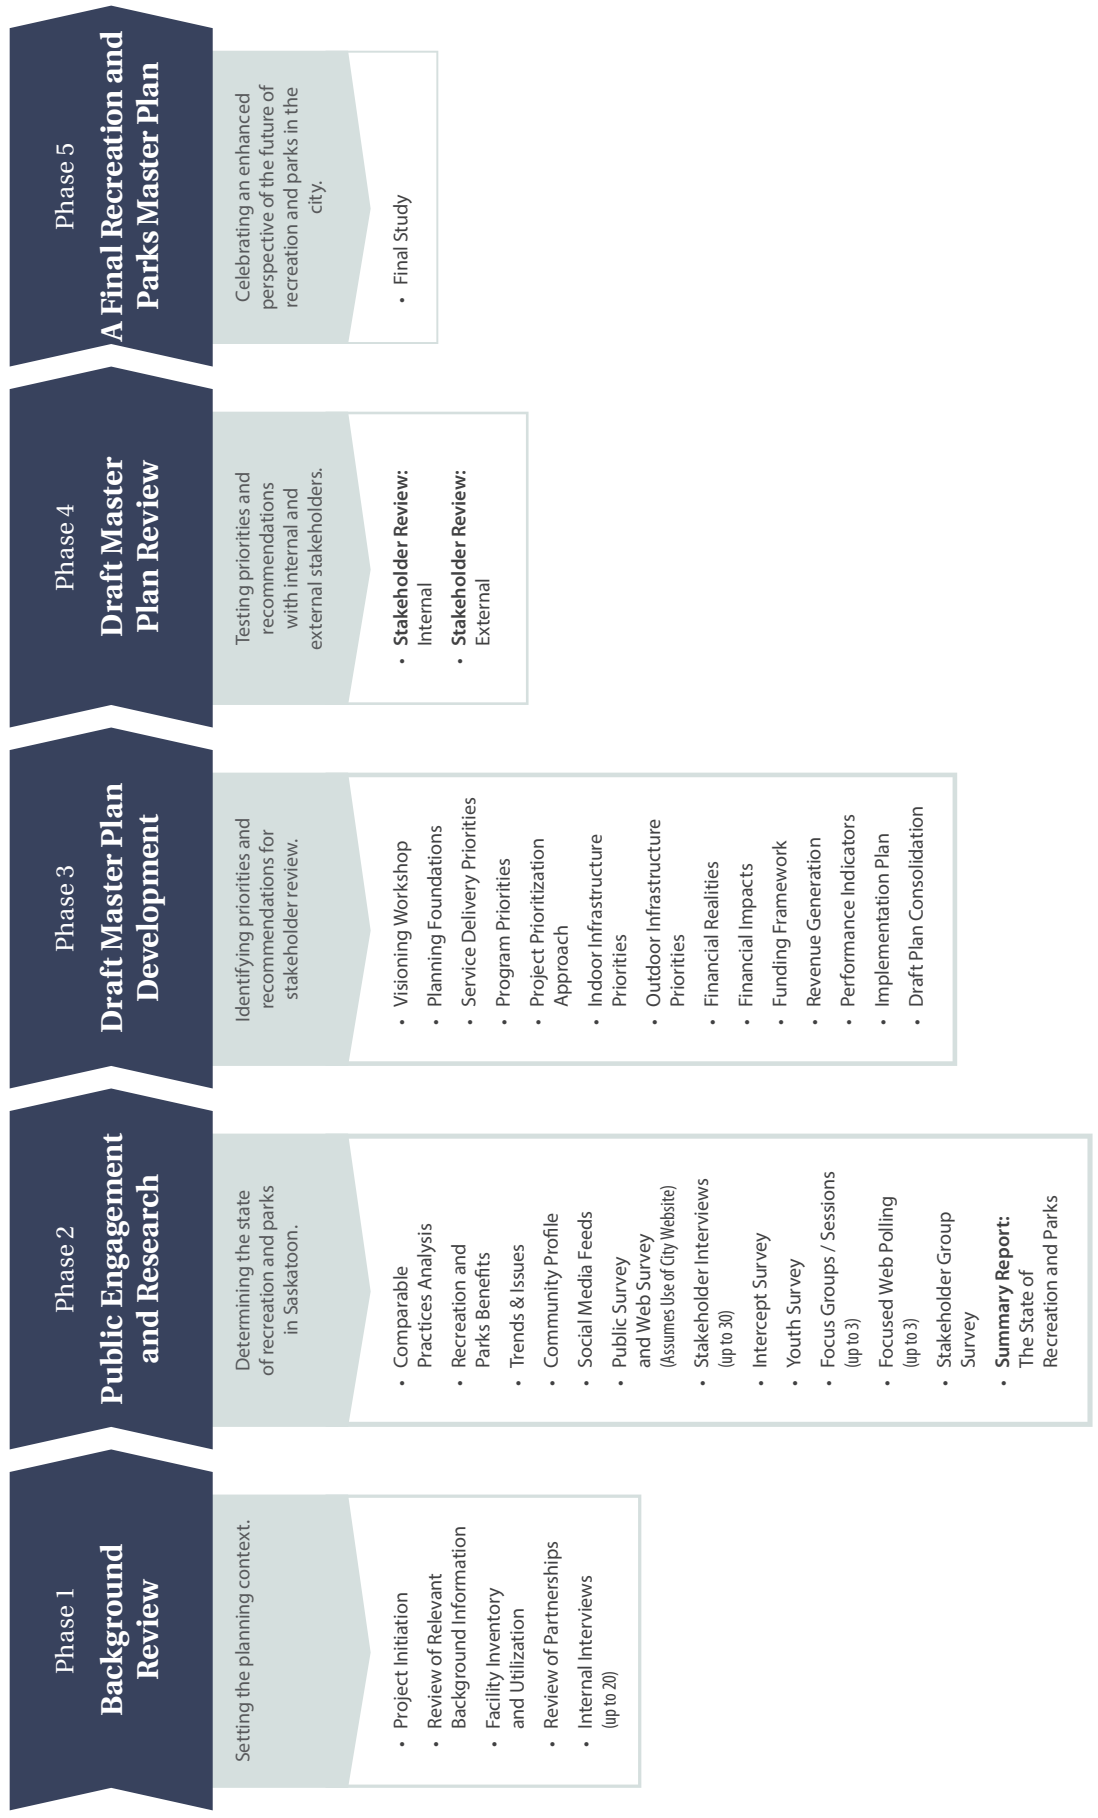 Phase 1
Background
Review
Setting the planning context.
• Project Initiation
• Review of Relevant
Background Information
• Facility Inventory
and Utilization
• Review of Partnerships
• Internal Interviews
(up to 20)
Phase 2
Public Engagement
and Research
Determining the state
of recreation and parks
in Saskatoon.
• Comparable
Practices Analysis
• Recreation and
Parks Benefits
• Trends & Issues
• Community Profile
• Social Media Feeds
• Public Survey
and Web Survey
(Assumes Use of City Website)
• Stakeholder Interviews
(up to 30)
• Intercept Survey
• Youth Survey
• Focus Groups / Sessions
(up to 3)
• Focused Web Polling
(up to 3)
• Stakeholder Group
Survey
• Summary Report:
The State of
Recreation and Parks
Phase 3
Draft Master Plan
Development
Identifying priorities and
recommendations for
stakeholder review.
• Visioning Workshop
• Planning Foundations
• Service Delivery Priorities
• Program Priorities
• Project Prioritization
Approach
• Indoor Infrastructure
Priorities
• Outdoor Infrastructure
Priorities
• Financial Realities
• Financial Impacts
• Funding Framework
• Revenue Generation
• Performance Indicators
• Implementation Plan
• Draft Plan Consolidation
Phase 4
Draft Master
Plan Review
Testing priorities and
recommendations
with internal and
external stakeholders.
• Stakeholder Review:
Internal
• Stakeholder Review:
External
Phase 5
A Final Recreation and
Parks Master Plan
Celebrating an enhanced
perspective of the future of
recreation and parks in the
city.
• Final Study